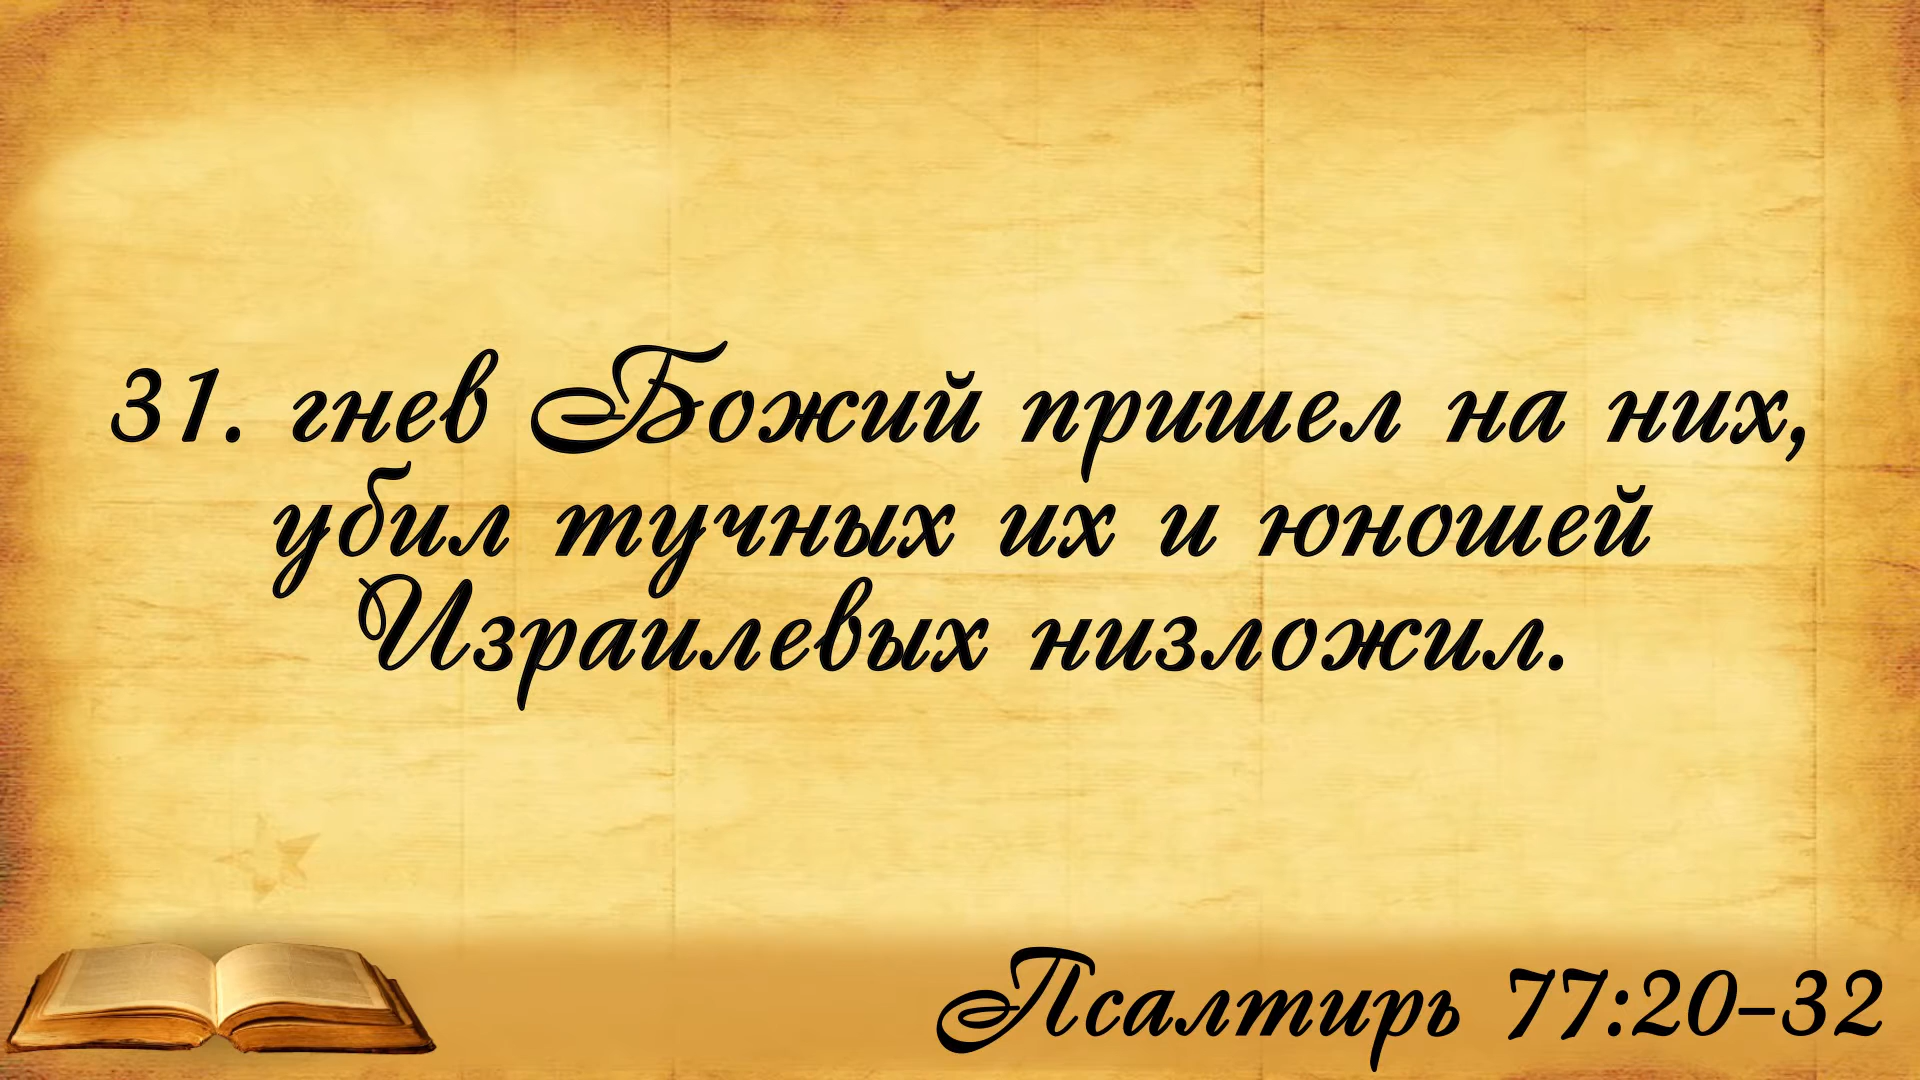 31. гнев Божий пришел на них,
убил тучных их и юношей
Израилевых низложил.
Псалтирь 77:20-32